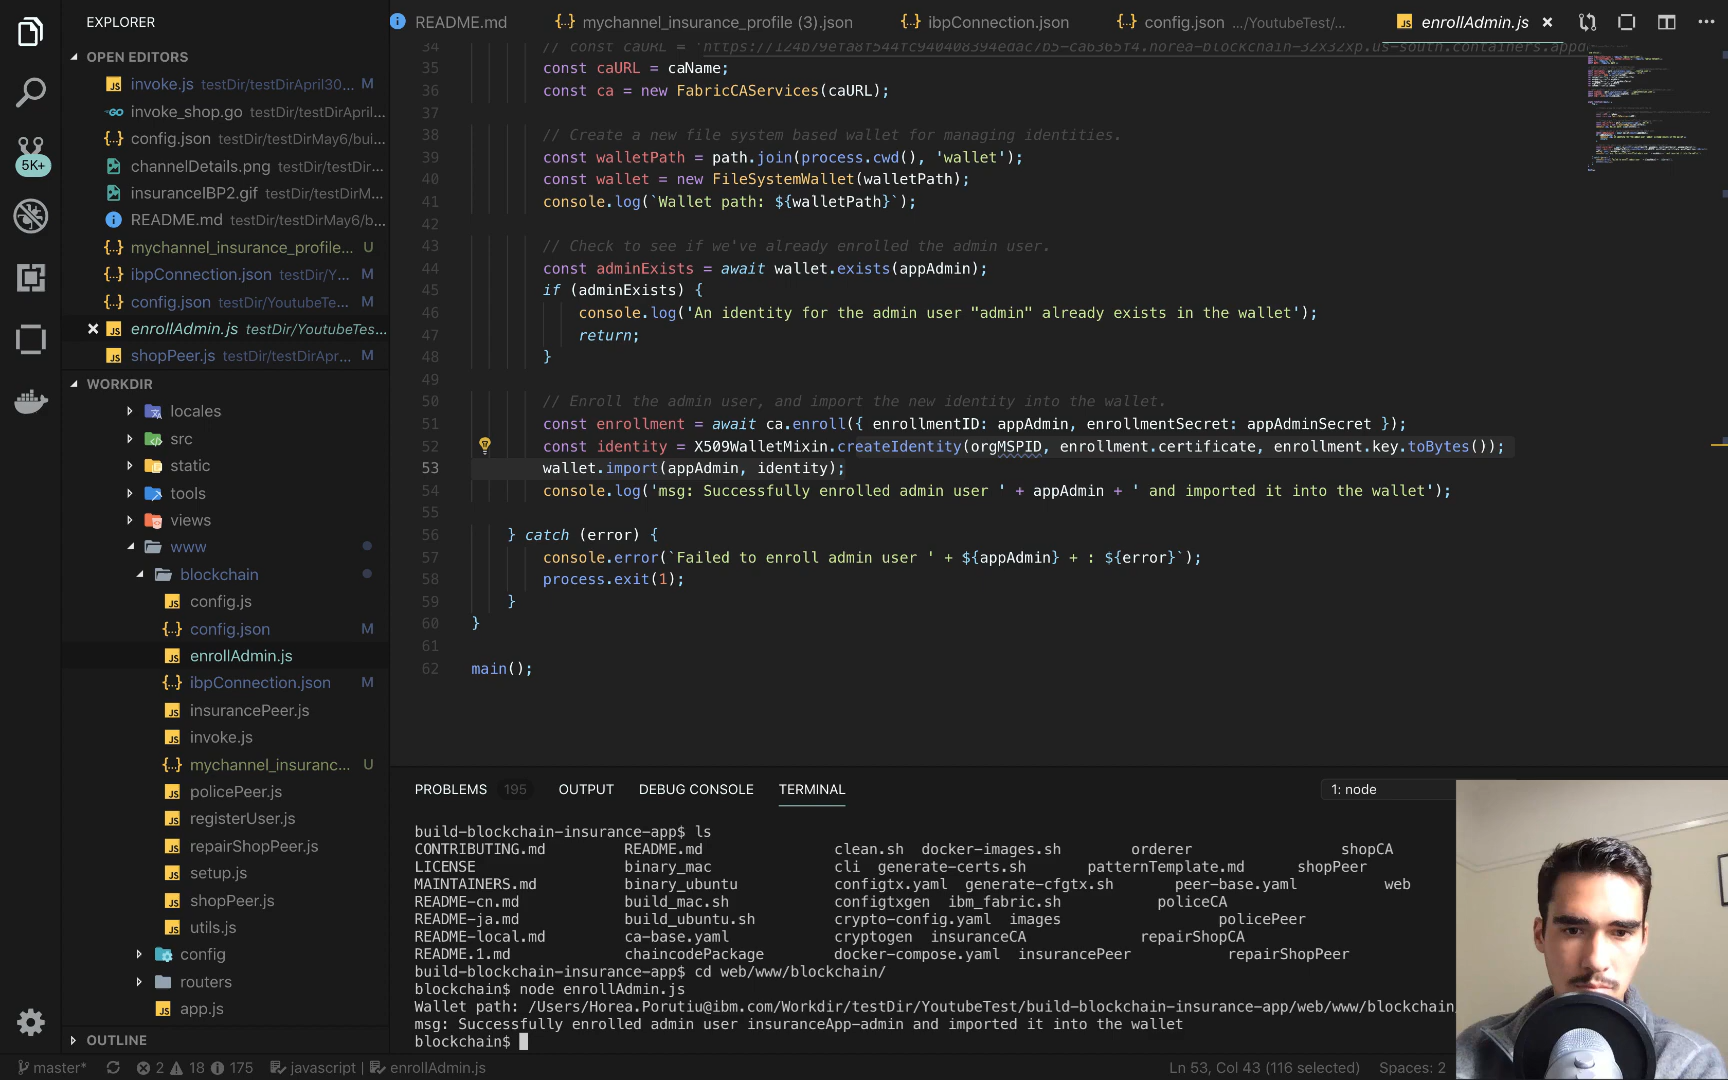 EXPLORER
OPEN EDITORS
invoke.js testDir/testDirApril30... M
invoke_shop.go testDir/testDirApril...
config.json testDir/testDirMay6/bui...
channelDetails.png testDir/testDir...
insuranceIBP2.gif testDir/testDirM...
README.md testDir/testDirMay6/b...
mychannel_insurance_profile... U
ibpConnection.json testDir/Y... M
config.json testDir/YoutubeTe... M
enrollAdmin.js testDir/YoutubeTes...
shopPeer.js testDir/testDirApr... M
5K+
WORKDIR
locales
src
static
tools
views
www
blockchain
config.js
config.json M
enrollAdmin.js
ibpConnection.json M
insurancePeer.js
invoke.js
mychannel_insuranc... U
policePeer.js
registerUser.js
repairShopPeer.js
setup.js
shopPeer.js
utils.js
config
routers
app.js
OUTLINE
README.md mychannel_insurance_profile (3).json ibpConnection.json config.json .../YoutubeTest/... enrollAdmin.js
34 // const caURL =
35 const caURL = caName;
36 const ca = new FabricCAServices(caURL);
37
38 // Create a new file system based wallet for managing identities.
39 const walletPath = path.join(process.cwd(), 'wallet');
40 const wallet = new FileSystemWallet(walletPath);
41 console.log(`Wallet path: ${walletPath}`);
42
43 // Check to see if we've already enrolled the admin user.
44 const adminExists = await wallet.exists(appAdmin);
45 if (adminExists) {
46 console.log('An identity for the admin user "admin" already exists in the wallet');
47 return;
48 }
49
50 // Enroll the admin user, and import the new identity into the wallet.
51 const enrollment = await ca.enroll({ enrollmentID: appAdmin, enrollmentSecret: appAdminSecret });
52 const identity = X509WalletMixin.createIdentity(orgMSPID, enrollment.certificate, enrollment.key.toBytes());
53 wallet.import(appAdmin, identity);
54 console.log('msg: Successfully enrolled admin user ' + appAdmin + ' and imported it into the wallet');
55
56 } catch (error) {
57 console.error(`Failed to enroll admin user ' + ${appAdmin} + : ${error}`);
58 process.exit(1);
59 }
60 }
61
62 main();
PROBLEMS 195 OUTPUT DEBUG CONSOLE TERMINAL 1: node
build-blockchain-insurance-app$ ls
CONTRIBUTING.md README.md clean.sh docker-images.sh orderer shopCA
LICENSE binary_mac cli generate-certs.sh patternTemplate.md shopPeer
MAINTAINERS.md binary_ubuntu configtx.yaml generate-cfgtx.sh peer-base.yaml web
README-cn.md build_mac.sh configtxgen ibm_fabric.sh policeCA
README-ja.md build_ubuntu.sh crypto-config.yaml images policePeer
README-local.md ca-base.yaml cryptogen insuranceCA repairShopCA
README.1.md chaincodePackage docker-compose.yaml insurancePeer repairShopPeer
build-blockchain-insurance-app$ cd web/www/blockchain/
blockchain$ node enrollAdmin.js
Wallet path: /Users/Horea.Porutiu@ibm.com/Workdir/testDir/YoutubeTest/build-blockchain-insurance-app/web/www/blockchain
msg: Successfully enrolled admin user insuranceApp-admin and imported it into the wallet
blockchain$
master* 2 18 175 javascript | enrollAdmin.js Ln 53, Col 43 (116 selected) Spaces: 2